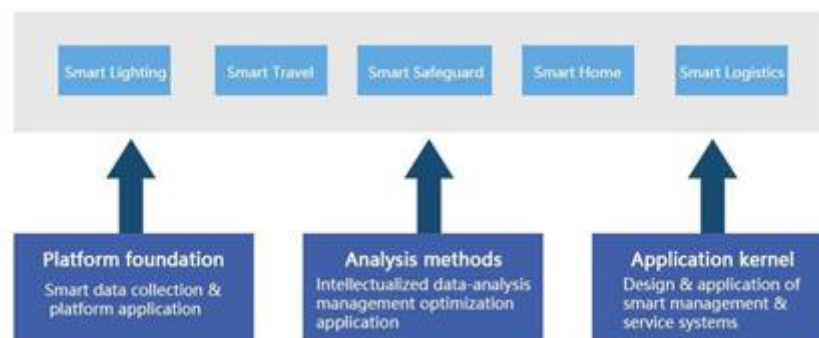 Smart Lighting
Smart Travel
Smart Safeguard
Smart Home
Smart Logistics
Platform foundation
Smart data collection &
platform application
Analysis methods
Intellectualized data-analysis
management optimization
application
Application kernel
Design & application of
smart management &
service systems